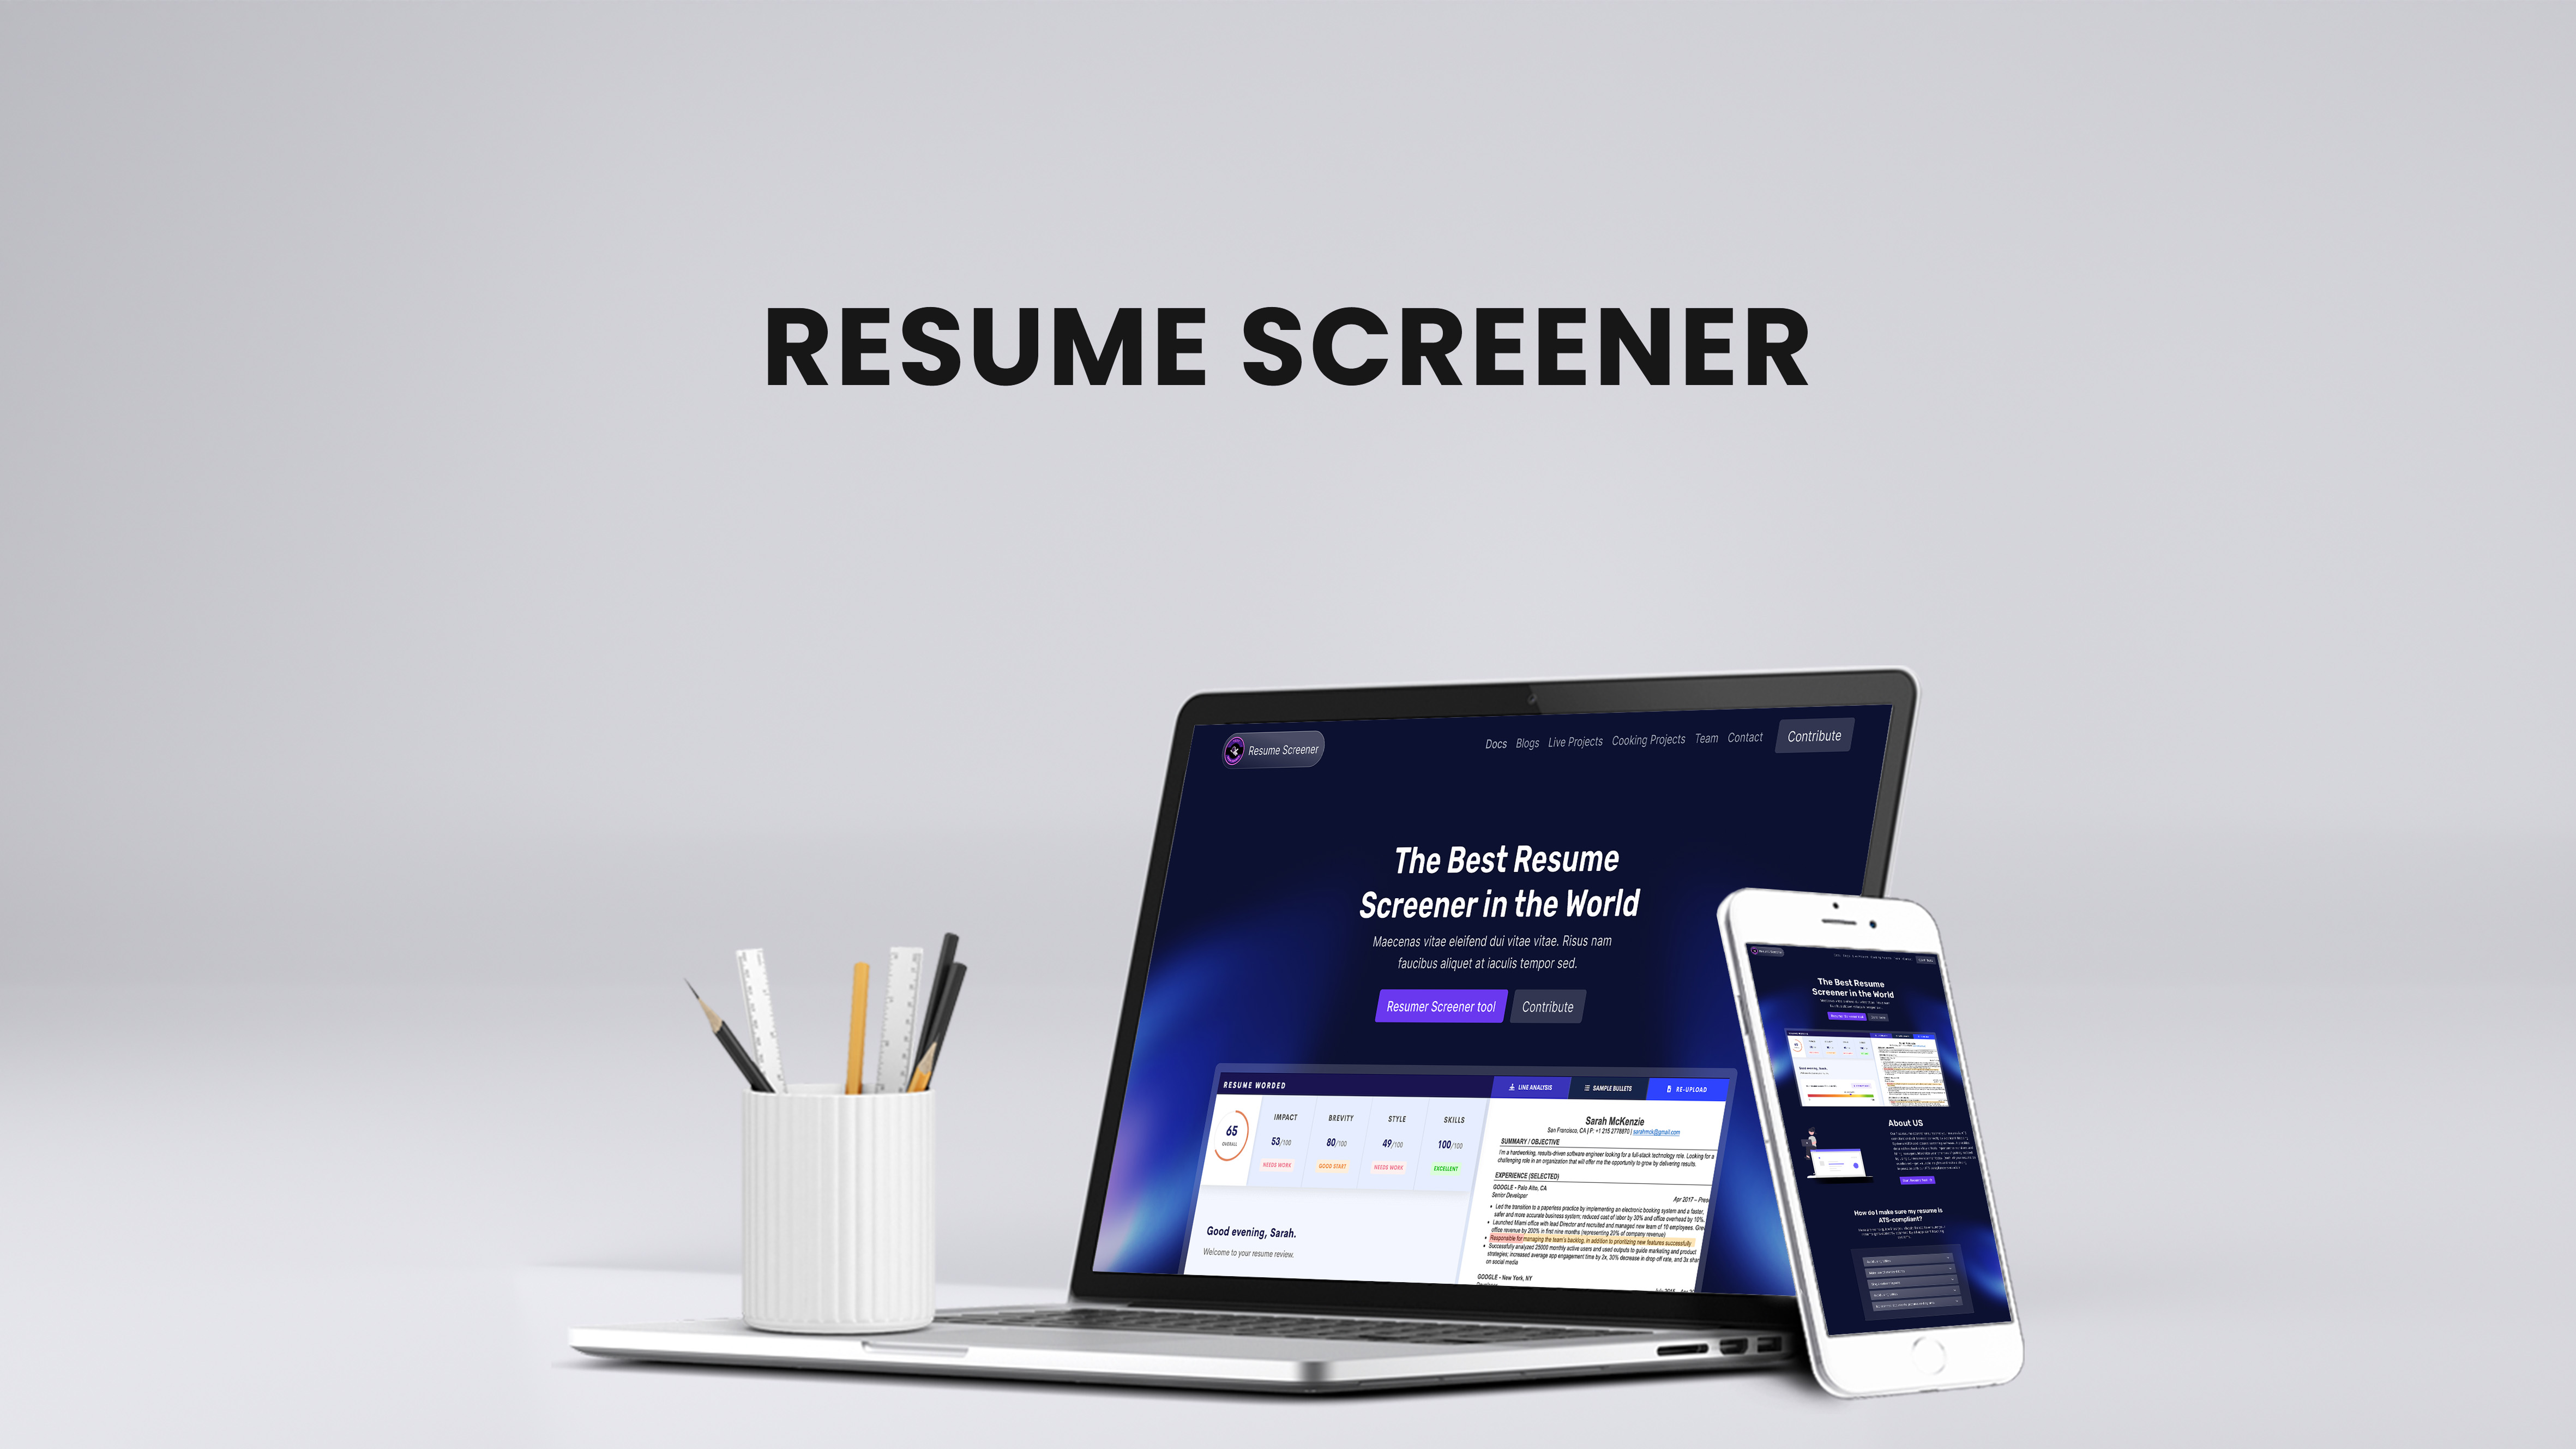 RESUME SCREENER
Resume Screener
Docs Blogs Live Projects Cooking Projects Team Contact Contribute
The Best Resume
Screener in the World
Maecenas vitae eleifend dui vitae vitae. Risus nam
faucibus aliquet at iaculis tempor sed.
Resumer Screener tool Contribute
RESUME WORDED
LINE ANALYSIS SAMPLE BULLETS RE-UPLOAD
65
OVERALL
IMPACT BREVITY STYLE SKILLS
53/100 80/100 49/100 100/100
NEEDS WORK GOOD START NEEDS WORK EXCELLENT
Good evening, Sarah.
Welcome to your resume review.
Sarah McKenzie
San Francisco, CA | P: +1 215 2778870 | sarahmck@gmail.com
SUMMARY / OBJECTIVE
I'm a hardworking, results-driven software engineer looking for a full-stack technology role. Looking for a
challenging role in an organization that will offer me the opportunity to grow by delivering results.
EXPERIENCE (SELECTED)
GOOGLE - Palo Alto, CA
Senior Developer Apr 2017 – Pres
Led the transition to a paperless practice by implementing an electronic booking system and a faster,
safer and more accurate business system; reduced cost of labor by 30% and office overhead by 10%.
Launched Miami office with lead Director and recruited and managed new team of 10 employees. Grew
office revenue by 200% in first nine months (representing 20% of company revenue)
Responsible for managing the team's backlog, in addition to prioritizing new features successfully
Successfully analyzed 25000 monthly active users and used outputs to guide marketing and product
strategies; increased average app engagement time by 2x, 30% decrease in drop-off rate, and 3x shar
on social media
GOOGLE - New York, NY
The Best Resume
Screener in the World
About US
How do I make sure my resume is
ATS-compliant?